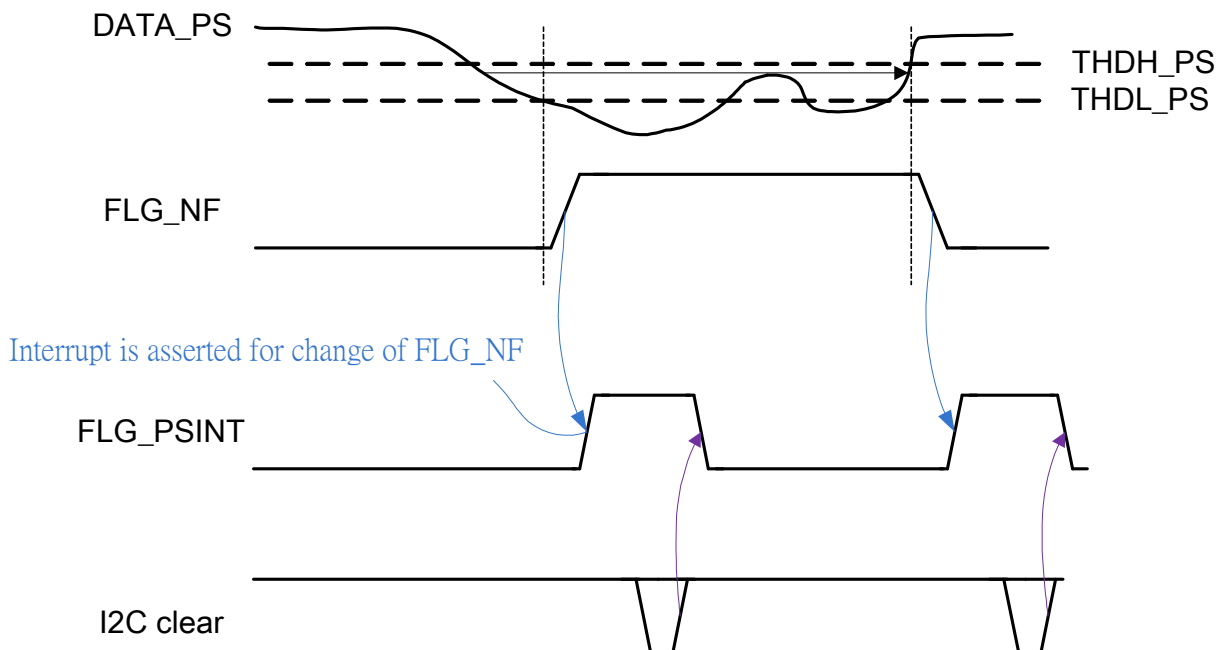 DATA_PS
THDH_PS
THDL_PS
FLG_NF
Interrupt is asserted for change of FLG_NF
FLG_PSINT
I2C clear